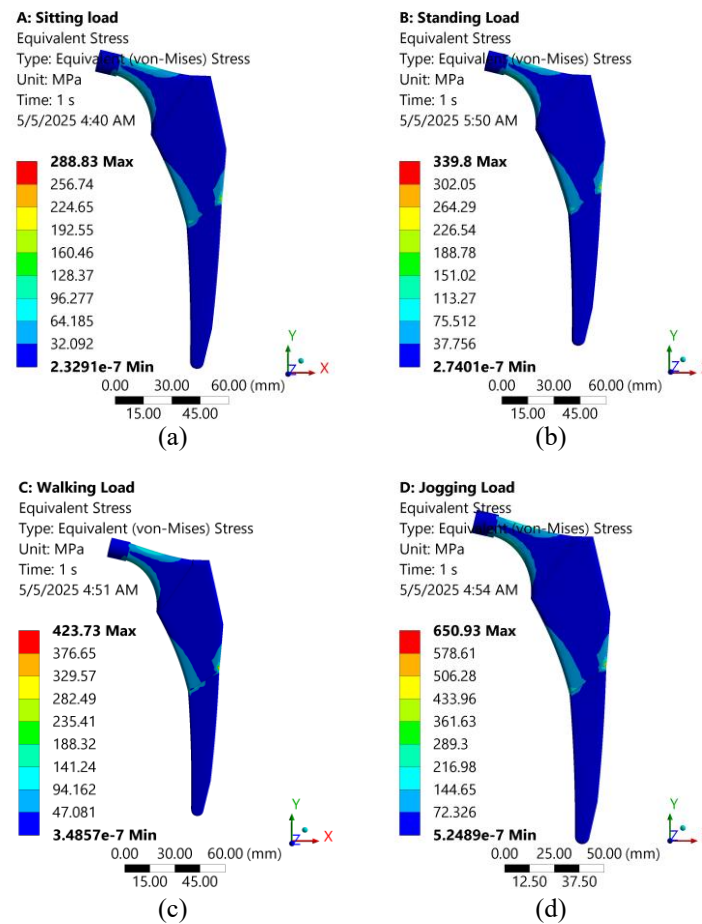 A: Sitting load
Equivalent Stress
Type: Equivalent (von-Mises) Stress
Unit: MPa
Time: 1 s
5/5/2025 4:40 AM
288.83 Max
256.74
224.65
192.55
160.46
128.37
96.277
64.185
32.092
2.3291e-7 Min
Y
Z X
0.00 30.00 60.00 (mm)
15.00 45.00
(a)
B: Standing Load
Equivalent Stress
Type: Equivalent (von-Mises) Stress
Unit: MPa
Time: 1 s
5/5/2025 5:50 AM
339.8 Max
302.05
264.29
226.54
188.78
151.02
113.27
75.512
37.756
2.7401e-7 Min
Y
Z
0.00 30.00 60.00 (mm)
15.00 45.00
(b)
C: Walking Load
Equivalent Stress
Type: Equivalent (von-Mises) Stress
Unit: MPa
Time: 1 s
5/5/2025 4:51 AM
423.73 Max
376.65
329.57
282.49
235.41
188.32
141.24
94.162
47.081
3.4857e-7 Min
Y
Z X
0.00 30.00 60.00 (mm)
15.00 45.00
(c)
D: Jogging Load
Equivalent Stress
Type: Equivalent (von-Mises) Stress
Unit: MPa
Time: 1 s
5/5/2025 4:54 AM
650.93 Max
578.61
506.28
433.96
361.63
289.3
216.98
144.65
72.326
5.2489e-7 Min
Y
Z
0.00 25.00 50.00 (mm)
12.50 37.50
(d)